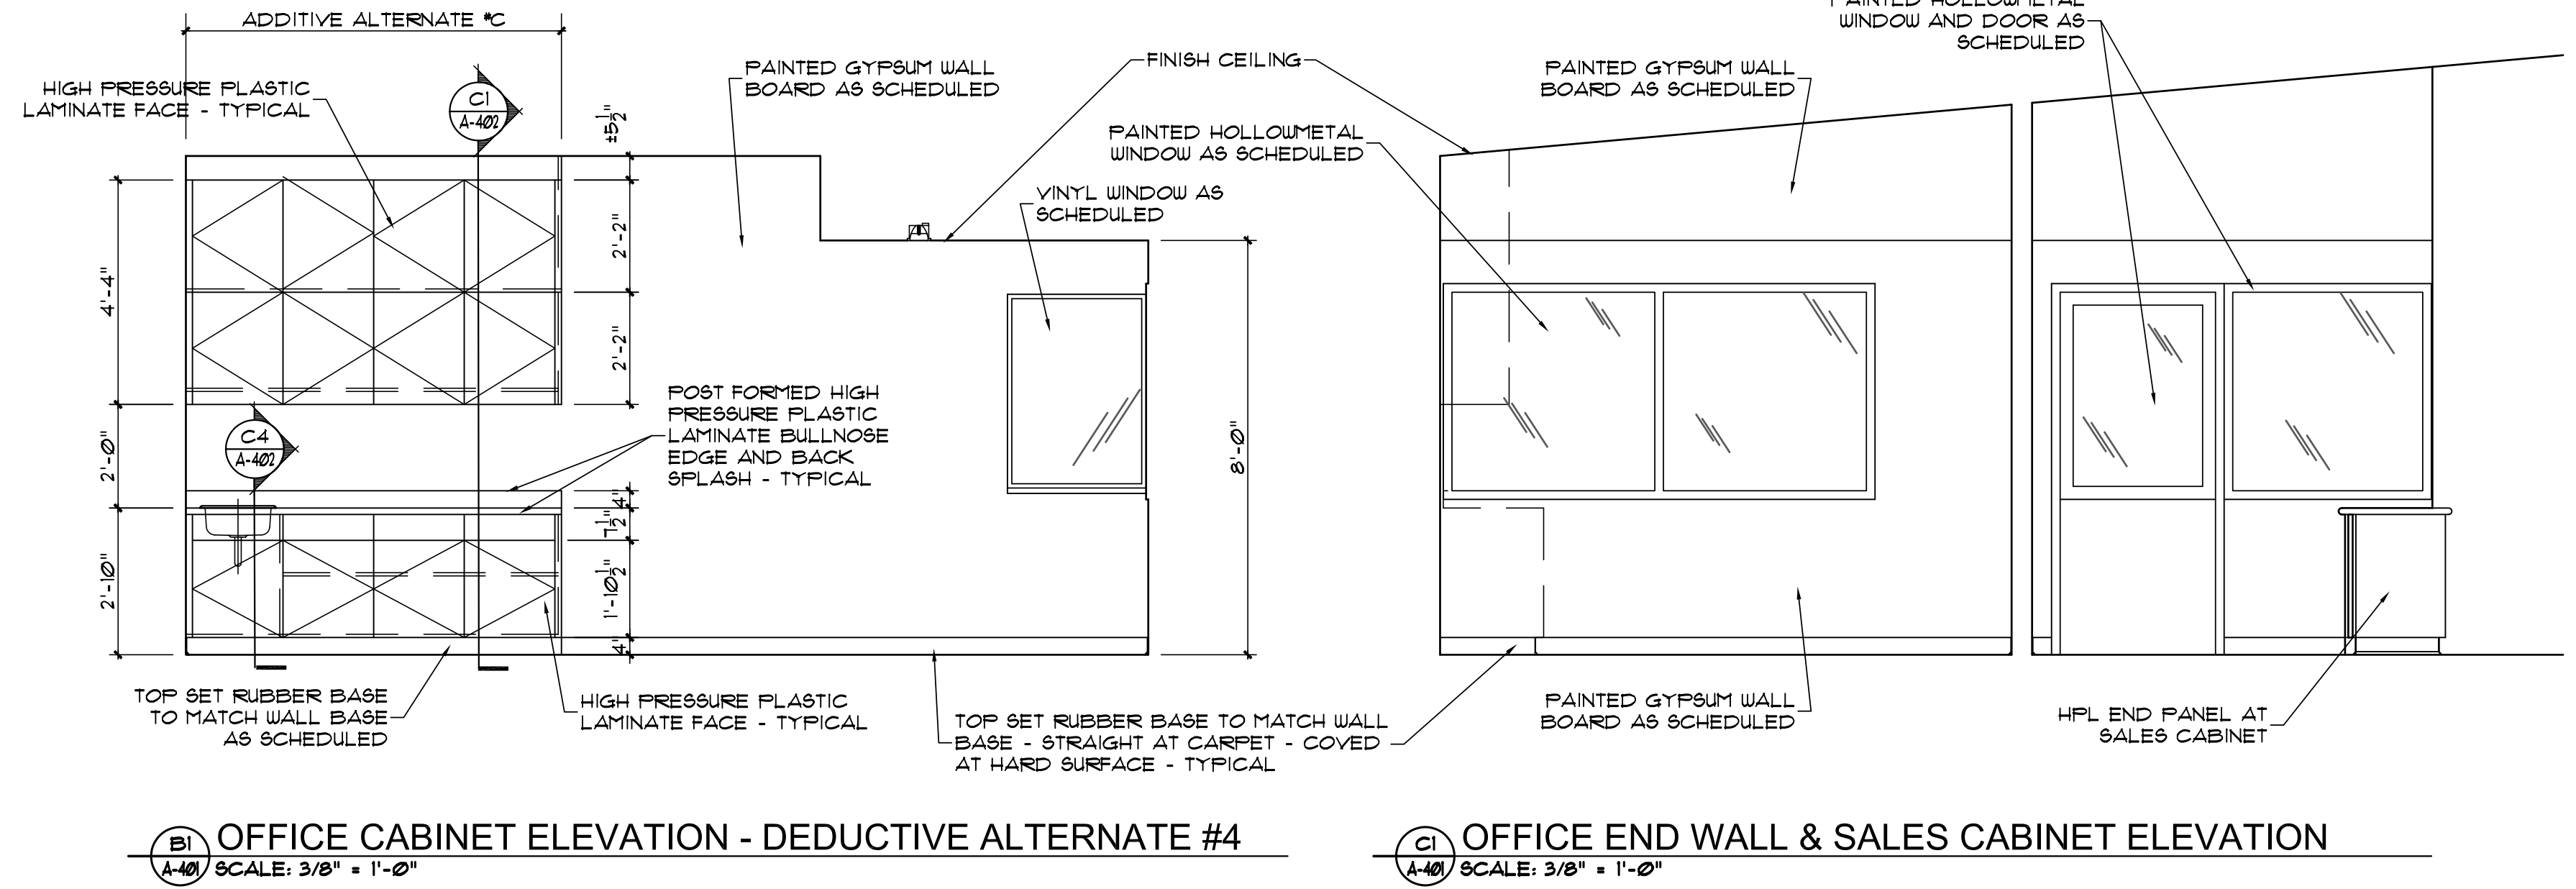 ADDITIVE ALTERNATE #C
HIGH PRESSURE PLASTIC
LAMINATE FACE - TYPICAL
C1
A-402
±5 1/2"
PAINTED GYPSUM WALL
BOARD AS SCHEDULED
FINISH CEILING
PAINTED HOLLOWMETAL
WINDOW AS SCHEDULED
VINYL WINDOW AS
SCHEDULED
PAINTED GYPSUM WALL
BOARD AS SCHEDULED
PAINTED HOLLOWMETAL
WINDOW AND DOOR AS
SCHEDULED
4'-4"
2'-0"
2'-10"
2'-2"
2'-2"
4"
7 1/2"
1'-10 1/2"
4"
8'-0"
C4
A-402
POST FORMED HIGH
PRESSURE PLASTIC
LAMINATE BULLNOSE
EDGE AND BACK
SPLASH - TYPICAL
TOP SET RUBBER BASE
TO MATCH WALL BASE
AS SCHEDULED
HIGH PRESSURE PLASTIC
LAMINATE FACE - TYPICAL
TOP SET RUBBER BASE TO MATCH WALL
BASE - STRAIGHT AT CARPET - COVED
AT HARD SURFACE - TYPICAL
PAINTED GYPSUM WALL
BOARD AS SCHEDULED
HPL END PANEL AT
SALES CABINET
B1
A-401
OFFICE CABINET ELEVATION - DEDUCTIVE ALTERNATE #4
SCALE: 3/8" = 1'-0"
C1
A-401
OFFICE END WALL & SALES CABINET ELEVATION
SCALE: 3/8" = 1'-0"